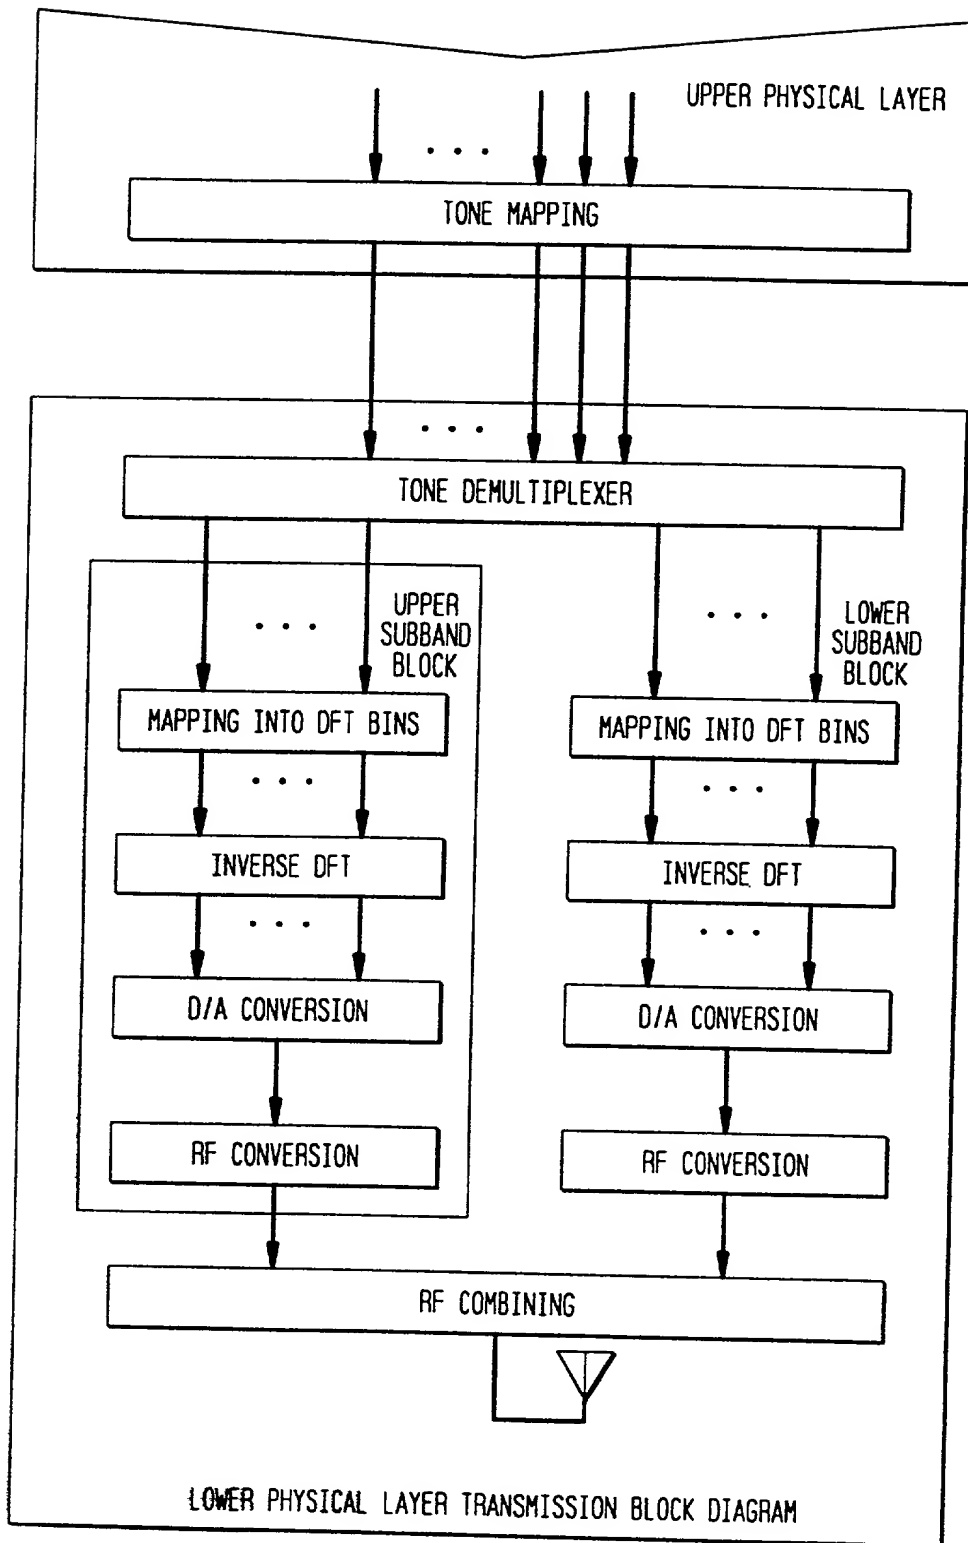 UPPER PHYSICAL LAYER
TONE MAPPING
TONE DEMULTIPLEXER
UPPER
SUBBAND
BLOCK
LOWER
SUBBAND
BLOCK
MAPPING INTO DFT BINS
MAPPING INTO DFT BINS
INVERSE DFT
INVERSE DFT
D/A CONVERSION
D/A CONVERSION
RF CONVERSION
RF CONVERSION
RF COMBINING
LOWER PHYSICAL LAYER TRANSMISSION BLOCK DIAGRAM